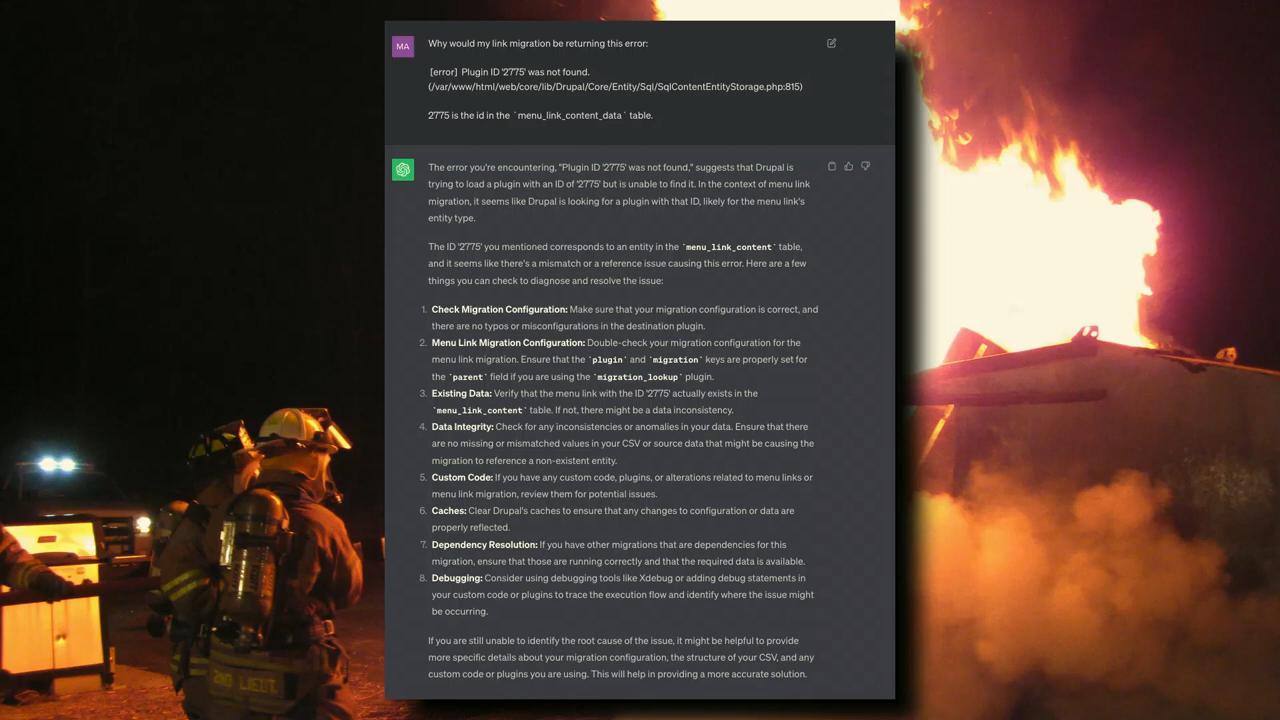 MA
Why would my link migration be returning this error:
[error]  Plugin ID '2775' was not found.
(/var/www/html/web/core/lib/Drupal/Core/Entity/Sql/SqlContentEntityStorage.php:815)
2775 is the id in the `menu_link_content_data` table.
The error you're encountering, "Plugin ID '2775' was not found," suggests that Drupal is
trying to load a plugin with an ID of '2775' but is unable to find it. In the context of menu link
migration, it seems like Drupal is looking for a plugin with that ID, likely for the menu link's
entity type.
The ID '2775' you mentioned corresponds to an entity in the `menu_link_content` table,
and it seems like there's a mismatch or a reference issue causing this error. Here are a few
things you can check to diagnose and resolve the issue:
1. Check Migration Configuration: Make sure that your migration configuration is correct, and
there are no typos or misconfigurations in the destination plugin.
2. Menu Link Migration Configuration: Double-check your migration configuration for the
menu link migration. Ensure that the `plugin` and `migration` keys are properly set for
the `parent` field if you are using the `migration_lookup` plugin.
3. Existing Data: Verify that the menu link with the ID '2775' actually exists in the
`menu_link_content` table. If not, there might be a data inconsistency.
4. Data Integrity: Check for any inconsistencies or anomalies in your data. Ensure that there
are no missing or mismatched values in your CSV or source data that might be causing the
migration to reference a non-existent entity.
5. Custom Code: If you have any custom code, plugins, or alterations related to menu links or
menu link migration, review them for potential issues.
6. Caches: Clear Drupal's caches to ensure that any changes to configuration or data are
properly reflected.
7. Dependency Resolution: If you have other migrations that are dependencies for this
migration, ensure that those are running correctly and that the required data is available.
8. Debugging: Consider using debugging tools like Xdebug or adding debug statements in
your custom code or plugins to trace the execution flow and identify where the issue might
be occurring.
If you are still unable to identify the root cause of the issue, it might be helpful to provide
more specific details about your migration configuration, the structure of your CSV, and any
custom code or plugins you are using. This will help in providing a more accurate solution.
2ND LIEUT.